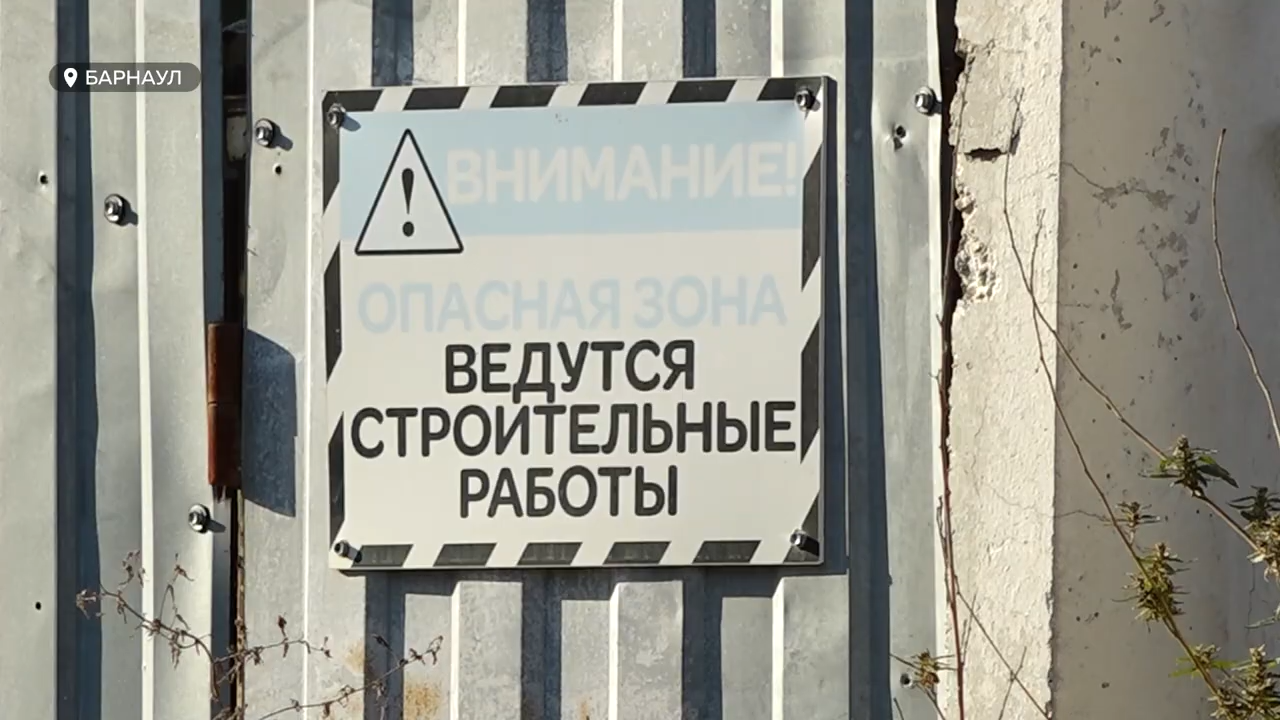 БАРНАУЛ
ВНИМАНИЕ!
ОПАСНАЯ ЗОНА
ВЕДУТСЯ
СТРОИТЕЛЬНЫЕ
РАБОТЫ